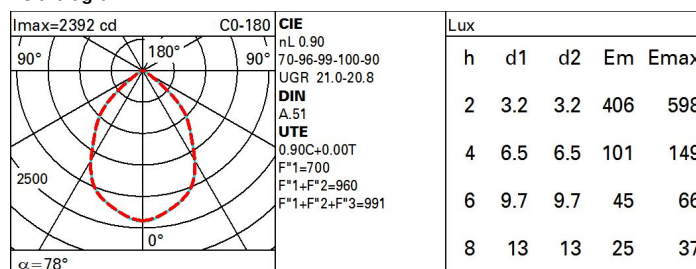 Imax=2392 cd C0-180
90° 180° 90°
2500
0°
α=78°
CIE
nL 0.90
70-96-99-100-90
UGR 21.0-20.8
DIN
A.51
UTE
0.90C+0.00T
F"1=700
F"1+F"2=960
F"1+F"2+F"3=991
Lux
h d1 d2 Em Emax
2 3.2 3.2 406 598
4 6.5 6.5 101 149
6 9.7 9.7 45 66
8 13 13 25 37